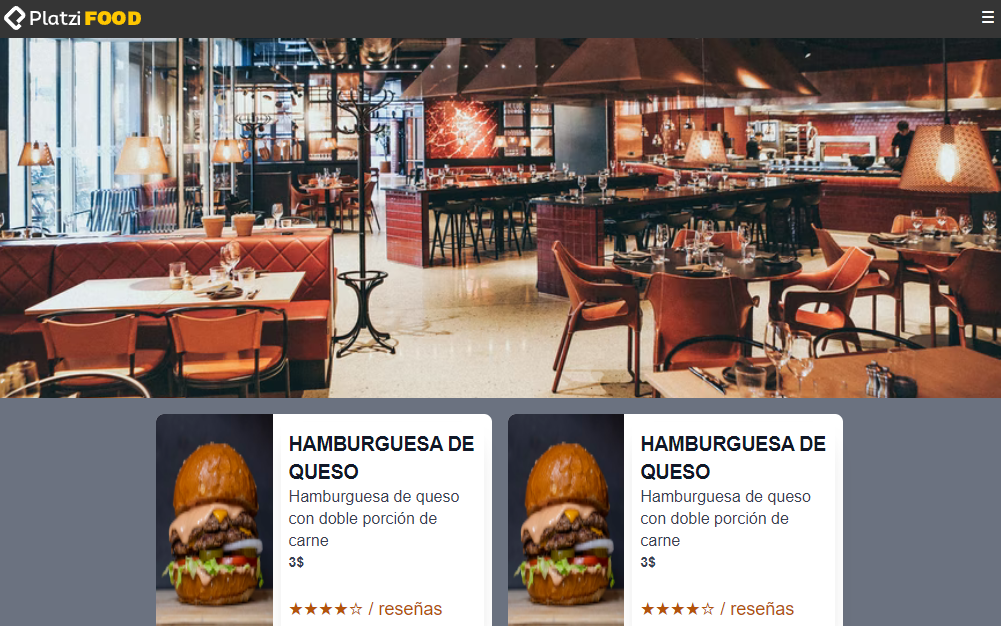 Platzi FOOD
HAMBURGUESA DE
QUESO
Hamburguesa de queso
con doble porción de
carne
3$
★★★★☆ / reseñas
HAMBURGUESA DE
QUESO
Hamburguesa de queso
con doble porción de
carne
3$
★★★★☆ / reseñas